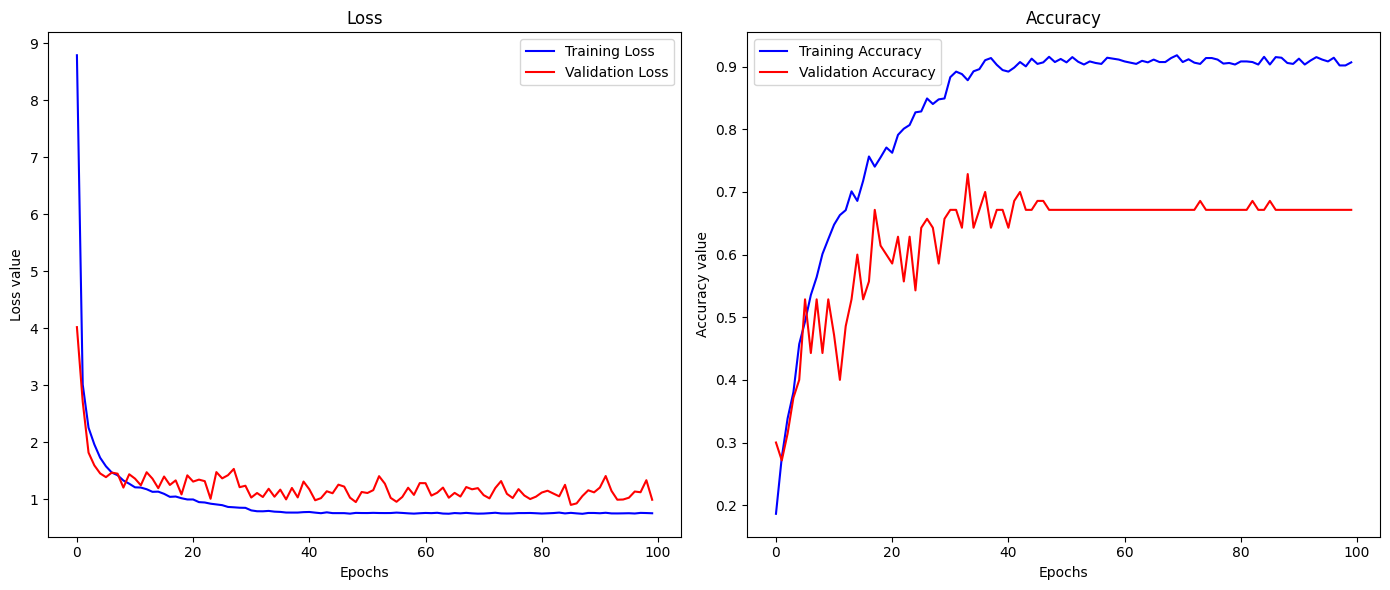 Loss
Loss value
9
8
7
6
5
4
3
2
1
Training Loss
Validation Loss
0
20
40
60
80
100
Epochs
Accuracy
Accuracy value
0.9
0.8
0.7
0.6
0.5
0.4
0.3
0.2
Training Accuracy
Validation Accuracy
0
20
40
60
80
100
Epochs